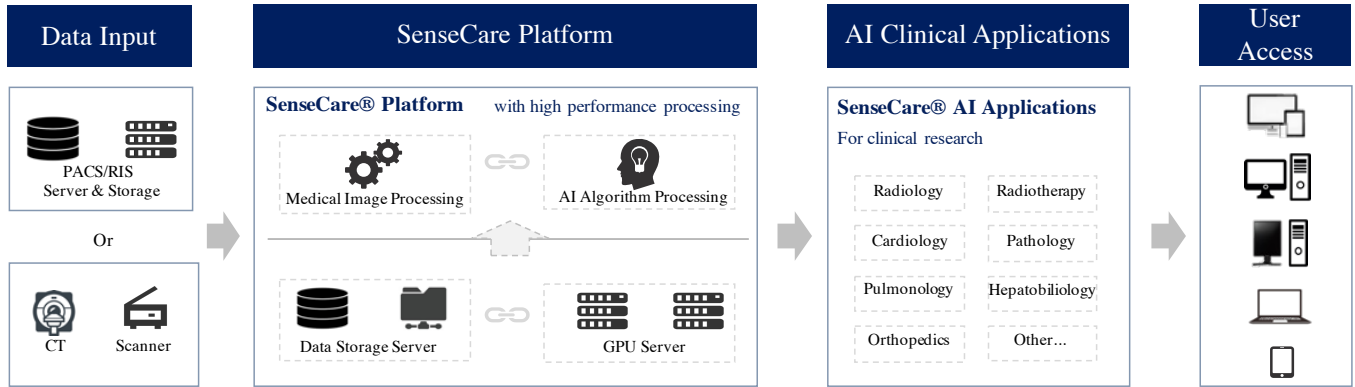 Data Input
SenseCare Platform
AI Clinical Applications
User
Access
PACS/RIS
Server & Storage
Or
CT
Scanner
SenseCare® Platform with high performance processing
Medical Image Processing
AI Algorithm Processing
Data Storage Server
GPU Server
SenseCare® AI Applications
For clinical research
Radiology
Radiotherapy
Cardiology
Pathology
Pulmonology
Hepatobiliology
Orthopedics
Other...